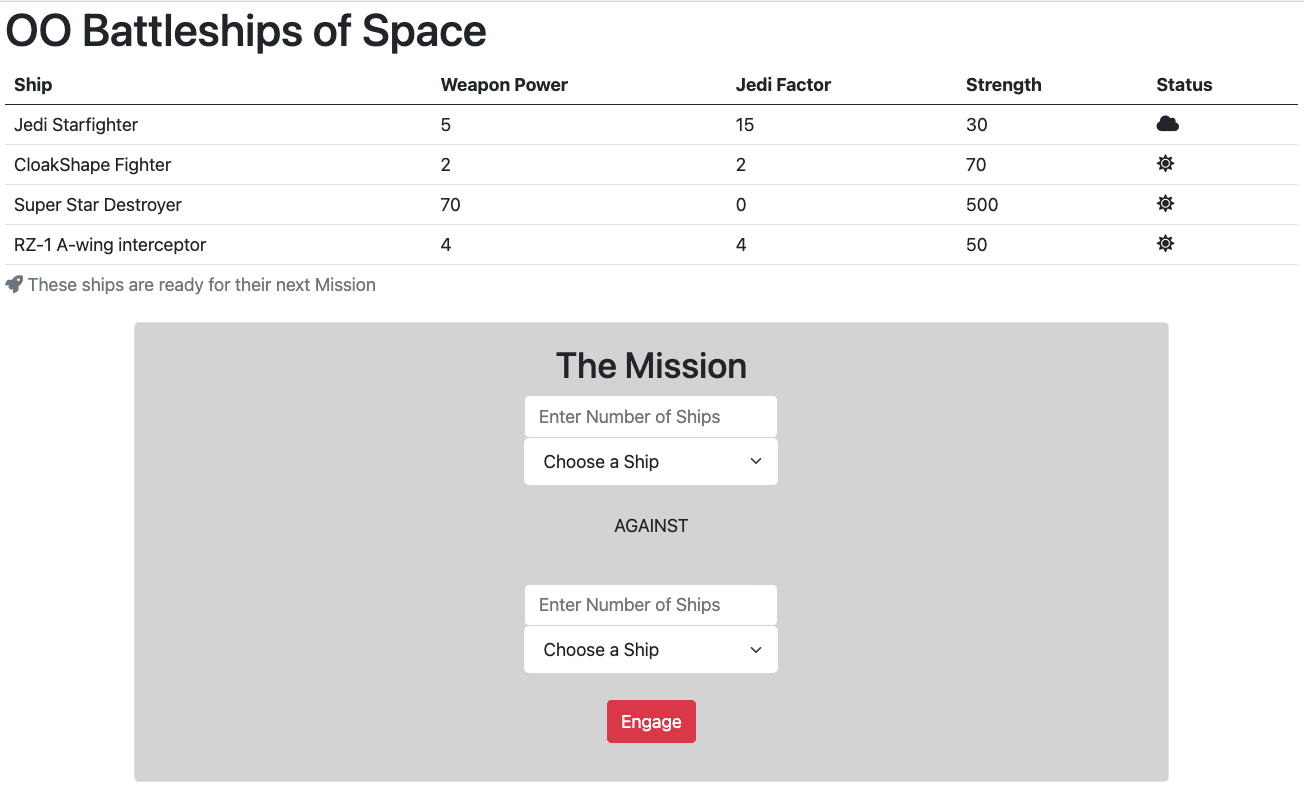 OO Battleships of Space
Ship Weapon Power Jedi Factor Strength Status
Jedi Starfighter 5 15 30
CloakShape Fighter 2 2 70
Super Star Destroyer 70 0 500
RZ-1 A-wing interceptor 4 4 50
These ships are ready for their next Mission
The Mission
Enter Number of Ships
Choose a Ship
AGAINST
Enter Number of Ships
Choose a Ship
Engage